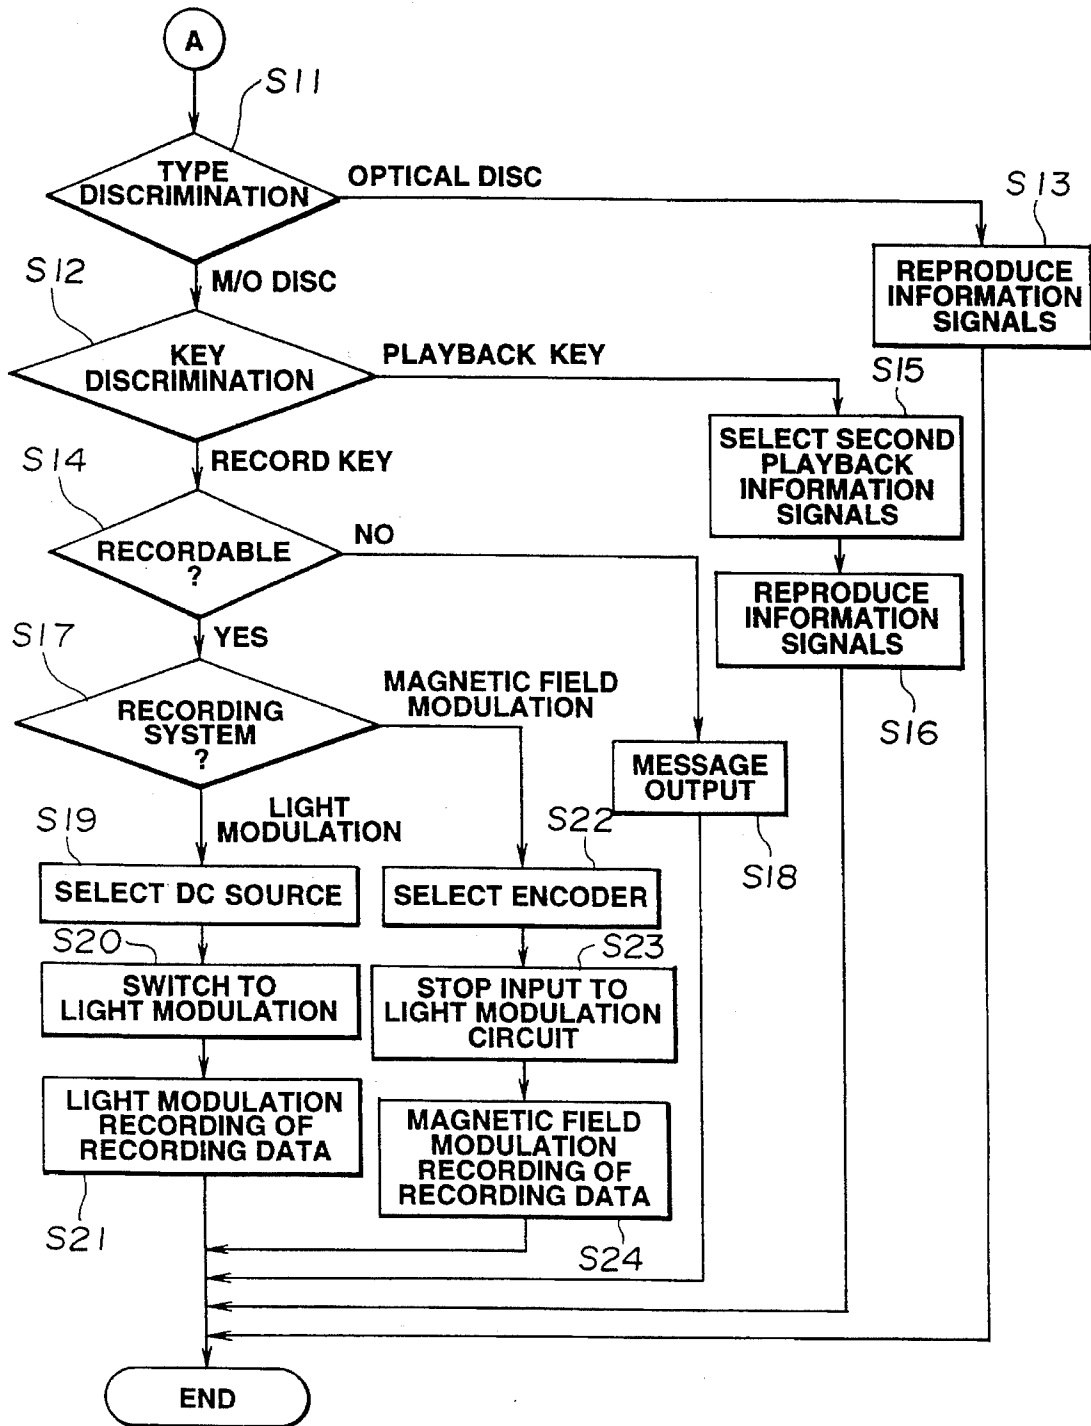 A
S11
TYPE
DISCRIMINATION
OPTICAL DISC
S13
REPRODUCE
INFORMATION
SIGNALS
S12
M/O DISC
KEY
DISCRIMINATION
PLAYBACK KEY
S15
SELECT SECOND
PLAYBACK
INFORMATION
SIGNALS
S14
RECORD KEY
RECORDABLE
?
NO
REPRODUCE
INFORMATION
SIGNALS
S16
S17
YES
RECORDING
SYSTEM
?
MAGNETIC FIELD
MODULATION
MESSAGE
OUTPUT
S18
S19
LIGHT
MODULATION
S22
SELECT DC SOURCE
SELECT ENCODER
S20
SWITCH TO
LIGHT MODULATION
S23
STOP INPUT TO
LIGHT MODULATION
CIRCUIT
LIGHT MODULATION
RECORDING OF
RECORDING DATA
S21
MAGNETIC FIELD
MODULATION
RECORDING OF
RECORDING DATA
S24
END